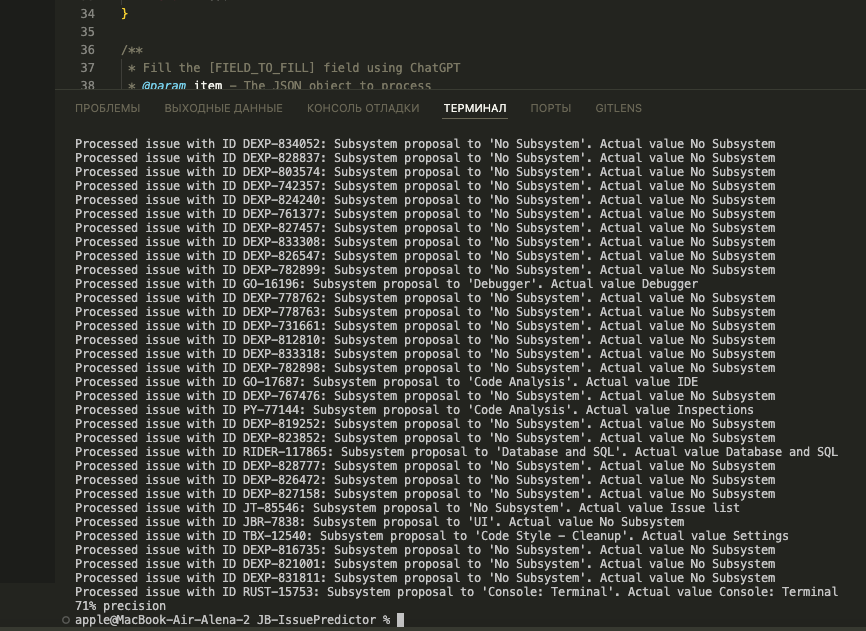 34 }
35
36 /**
37 * Fill the [FIELD_TO_FILL] field using ChatGPT
38 * @param item - The JSON object to process
ПРОБЛЕМЫ ВЫХОДНЫЕ ДАННЫЕ КОНСОЛЬ ОТЛАДКИ ТЕРМИНАЛ ПОРТЫ GITLENS
Processed issue with ID DEXP-834052: Subsystem proposal to 'No Subsystem'. Actual value No Subsystem
Processed issue with ID DEXP-828837: Subsystem proposal to 'No Subsystem'. Actual value No Subsystem
Processed issue with ID DEXP-803574: Subsystem proposal to 'No Subsystem'. Actual value No Subsystem
Processed issue with ID DEXP-742357: Subsystem proposal to 'No Subsystem'. Actual value No Subsystem
Processed issue with ID DEXP-824240: Subsystem proposal to 'No Subsystem'. Actual value No Subsystem
Processed issue with ID DEXP-761377: Subsystem proposal to 'No Subsystem'. Actual value No Subsystem
Processed issue with ID DEXP-827457: Subsystem proposal to 'No Subsystem'. Actual value No Subsystem
Processed issue with ID DEXP-833308: Subsystem proposal to 'No Subsystem'. Actual value No Subsystem
Processed issue with ID DEXP-826547: Subsystem proposal to 'No Subsystem'. Actual value No Subsystem
Processed issue with ID DEXP-782899: Subsystem proposal to 'No Subsystem'. Actual value No Subsystem
Processed issue with ID GO-16196: Subsystem proposal to 'Debugger'. Actual value Debugger
Processed issue with ID DEXP-778762: Subsystem proposal to 'No Subsystem'. Actual value No Subsystem
Processed issue with ID DEXP-778763: Subsystem proposal to 'No Subsystem'. Actual value No Subsystem
Processed issue with ID DEXP-731661: Subsystem proposal to 'No Subsystem'. Actual value No Subsystem
Processed issue with ID DEXP-812810: Subsystem proposal to 'No Subsystem'. Actual value No Subsystem
Processed issue with ID DEXP-833318: Subsystem proposal to 'No Subsystem'. Actual value No Subsystem
Processed issue with ID DEXP-782898: Subsystem proposal to 'No Subsystem'. Actual value No Subsystem
Processed issue with ID GO-17687: Subsystem proposal to 'Code Analysis'. Actual value IDE
Processed issue with ID DEXP-767476: Subsystem proposal to 'No Subsystem'. Actual value No Subsystem
Processed issue with ID PY-77144: Subsystem proposal to 'Code Analysis'. Actual value Inspections
Processed issue with ID DEXP-819252: Subsystem proposal to 'No Subsystem'. Actual value No Subsystem
Processed issue with ID DEXP-823852: Subsystem proposal to 'No Subsystem'. Actual value No Subsystem
Processed issue with ID RIDER-117865: Subsystem proposal to 'Database and SQL'. Actual value Database and SQL
Processed issue with ID DEXP-828777: Subsystem proposal to 'No Subsystem'. Actual value No Subsystem
Processed issue with ID DEXP-826472: Subsystem proposal to 'No Subsystem'. Actual value No Subsystem
Processed issue with ID DEXP-827158: Subsystem proposal to 'No Subsystem'. Actual value No Subsystem
Processed issue with ID JT-85546: Subsystem proposal to 'No Subsystem'. Actual value Issue list
Processed issue with ID JBR-7838: Subsystem proposal to 'UI'. Actual value No Subsystem
Processed issue with ID TBX-12540: Subsystem proposal to 'Code Style - Cleanup'. Actual value Settings
Processed issue with ID DEXP-816735: Subsystem proposal to 'No Subsystem'. Actual value No Subsystem
Processed issue with ID DEXP-821001: Subsystem proposal to 'No Subsystem'. Actual value No Subsystem
Processed issue with ID DEXP-831811: Subsystem proposal to 'No Subsystem'. Actual value No Subsystem
Processed issue with ID RUST-15753: Subsystem proposal to 'Console: Terminal'. Actual value Console: Terminal
71% precision
apple@MacBook-Air-Alena-2 JB-IssuePredictor %